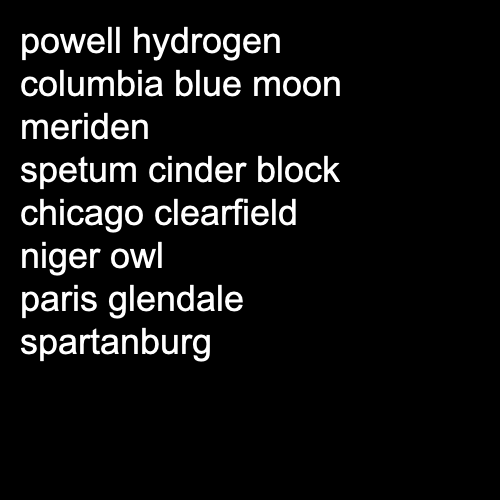 powell hydrogen
columbia blue moon
meriden
spetum cinder block
chicago clearfield
niger owl
paris glendale
spartanburg